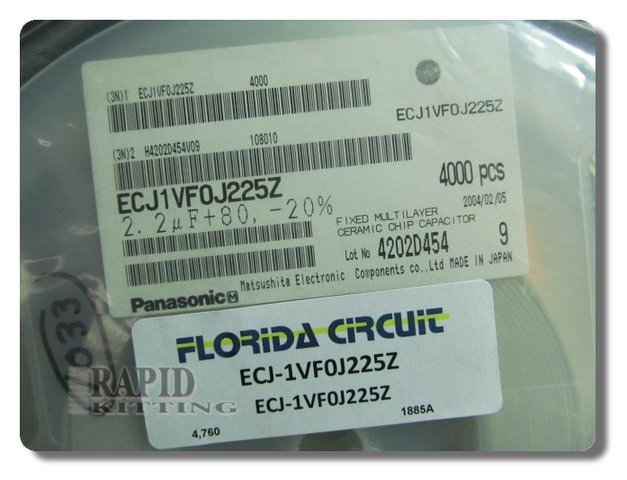 (3N)1 ECJ1VF0J225Z 4000
ECJ1VF0J225Z
(3N)2 H4202D454V09 108010
ECJ1VF0J225Z
4000 pcs
2.2μF+80,-20%
2004/02/05
FIXED MULTILAYER
CERAMIC CHIP CAPACITOR
Lot No 4202D454 9
Matsushita Electronic Components co.,Ltd MADE IN JAPAN
Panasonic M
FLORIDA CIRCUIT
ECJ-1VF0J225Z
ECJ-1VF0J225Z
4,760 1885A
033
RAPID
KITTING